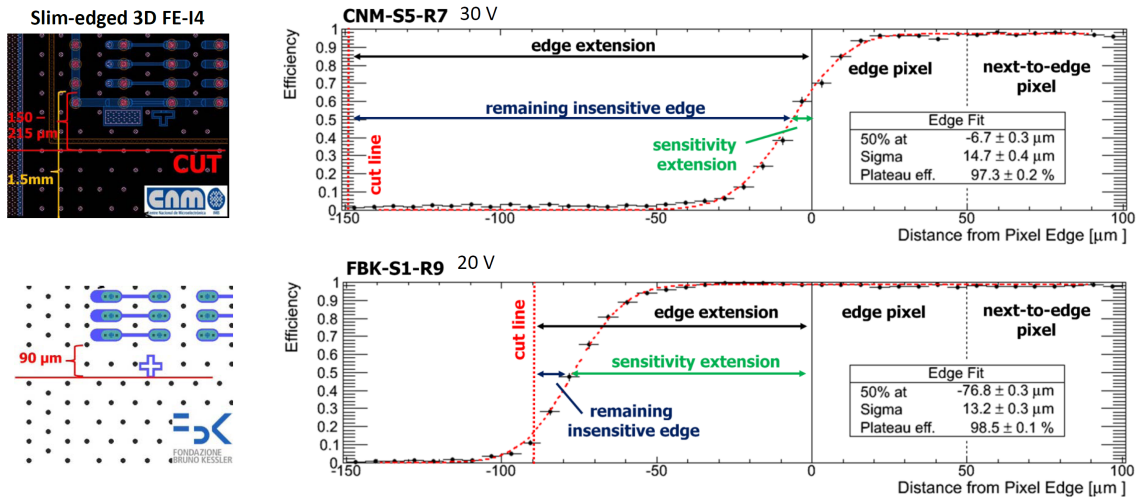 Slim-edged 3D FE-I4
150 –
215 μm
CUT
1.5mm
CNM
CNM-S5-R7 30 V
Efficiency
1
0.9
0.8
0.7
0.6
0.5
0.4
0.3
0.2
0.1
edge extension
remaining insensitive edge
sensitivity
extension
cut line
edge pixel
next-to-edge
pixel
Edge Fit
50% at -6.7 ± 0.3 μm
Sigma 14.7 ± 0.4 μm
Plateau eff. 97.3 ± 0.2 %
-150 -100 -50 0 50 100
Distance from Pixel Edge [μm ]
90 μm
FBK
FONDAZIONE
BRUNO KESSLER
FBK-S1-R9 20 V
Efficiency
1
0.9
0.8
0.7
0.6
0.5
0.4
0.3
0.2
0.1
0
cut line
edge extension
sensitivity extension
remaining
insensitive edge
edge pixel
next-to-edge
pixel
Edge Fit
50% at -76.8 ± 0.3 μm
Sigma 13.2 ± 0.3 μm
Plateau eff. 98.5 ± 0.1 %
-150 -100 -50 0 50 100
Distance from Pixel Edge [μm ]